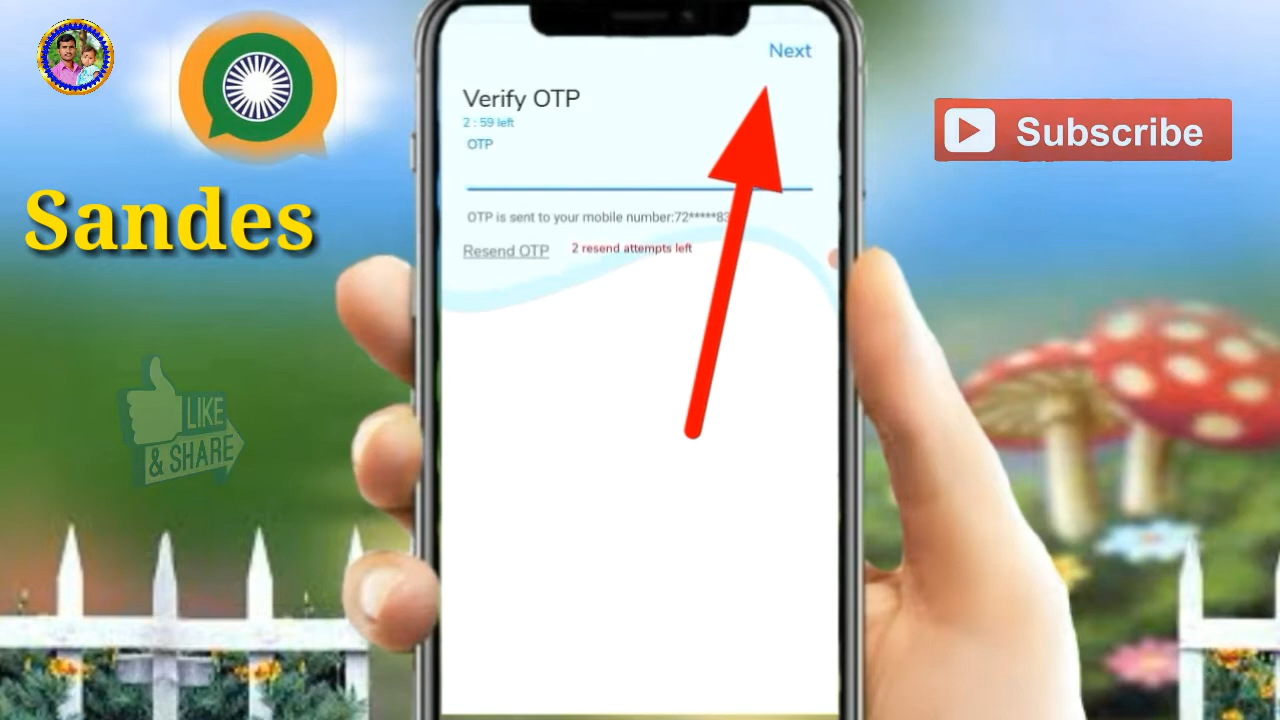 Sandes
LIKE
& SHARE
Next
Verify OTP
2 : 59 left
OTP
OTP is sent to your mobile number:72*****83
Resend OTP
2 resend attempts left
Subscribe